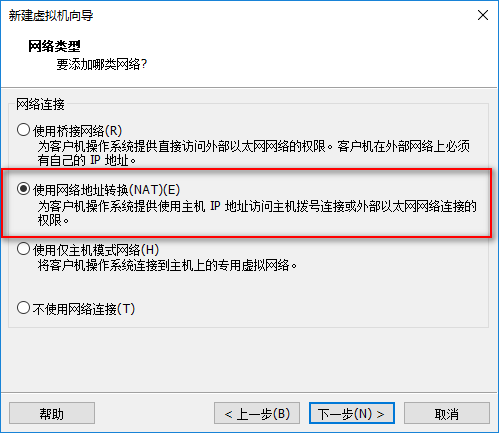 新建虚拟机向导
网络类型
要添加哪类网络?
网络连接
使用桥接网络(R)
为客户机操作系统提供直接访问外部以太网网络的权限。客户机在外部网络上必须
有自己的 IP 地址。
使用网络地址转换(NAT)(E)
为客户机操作系统提供使用主机 IP 地址访问主机拨号连接或外部以太网网络连接的
权限。
使用仅主机模式网络(H)
将客户机操作系统连接到主机上的专用虚拟网络。
不使用网络连接(T)
帮助
< 上一步(B)
下一步(N) >
取消